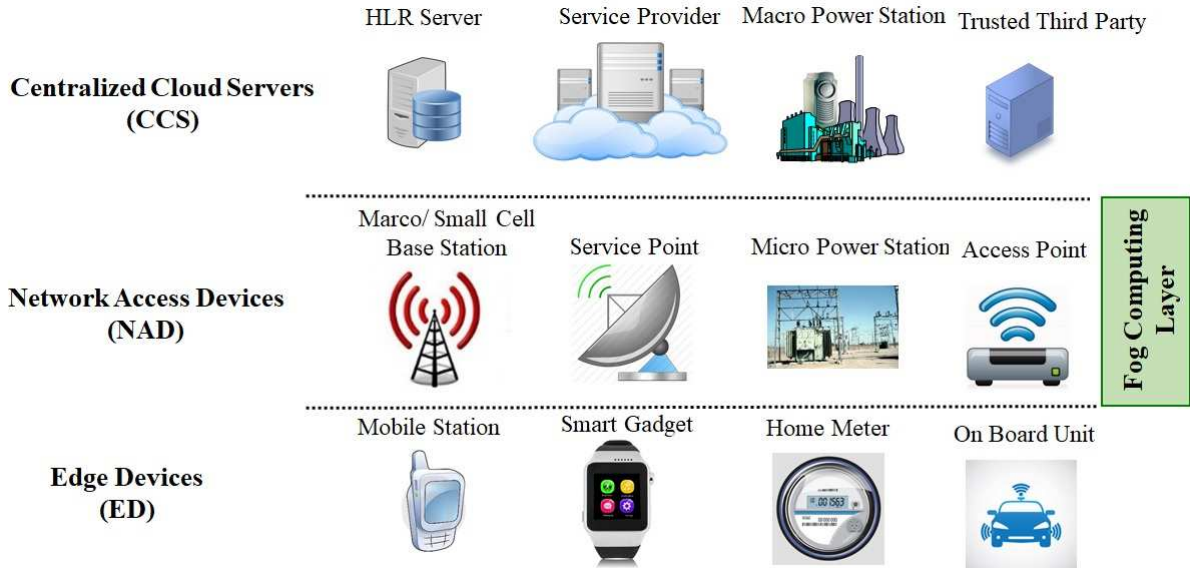 HLR Server
Service Provider
Macro Power Station
Trusted Third Party
Centralized Cloud Servers
(CCS)
Marco/ Small Cell
Base Station
Service Point
Micro Power Station
Access Point
Network Access Devices
(NAD)
Fog Computing
Layer
Mobile Station
Smart Gadget
Home Meter
On Board Unit
Edge Devices
(ED)